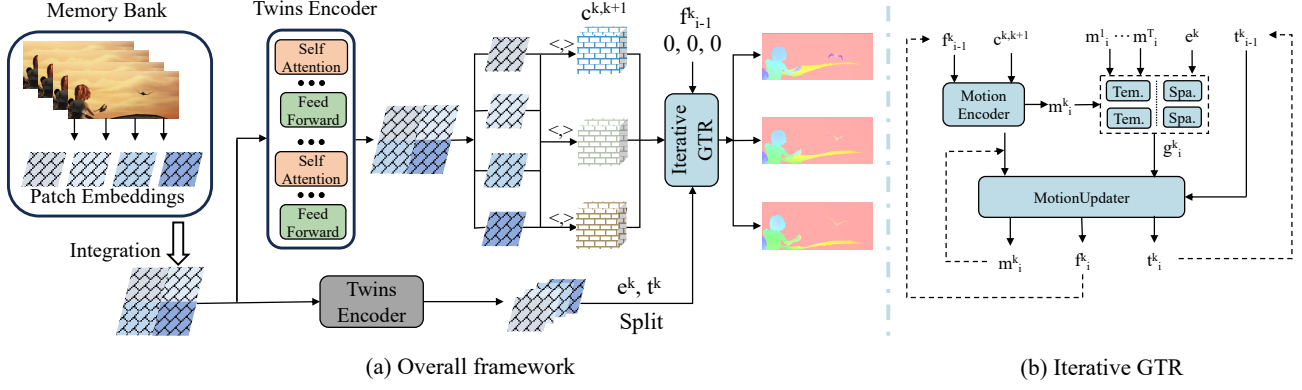 Memory Bank
Patch Embeddings
Integration
Twins Encoder
Self
Attention
Feed
Forward
Self
Attention
Feed
Forward
Twins
Encoder
<,>
<,>
<,>
c^{k,k+1}
f^{k}_{i-1}
0, 0, 0
Iterative
GTR
e^{k}, t^{k}
Split
(a) Overall framework
f^{k}_{i-1}
c^{k,k+1}
m^{1}_{i} ··· m^{T}_{i}
e^{k}
t^{k}_{i-1}
Motion
Encoder
m^{k}_{i}
Tem.
Spa.
Tem.
Spa.
g^{k}_{i}
MotionUpdater
m^{k}_{i}
f^{k}_{i}
t^{k}_{i}
(b) Iterative GTR